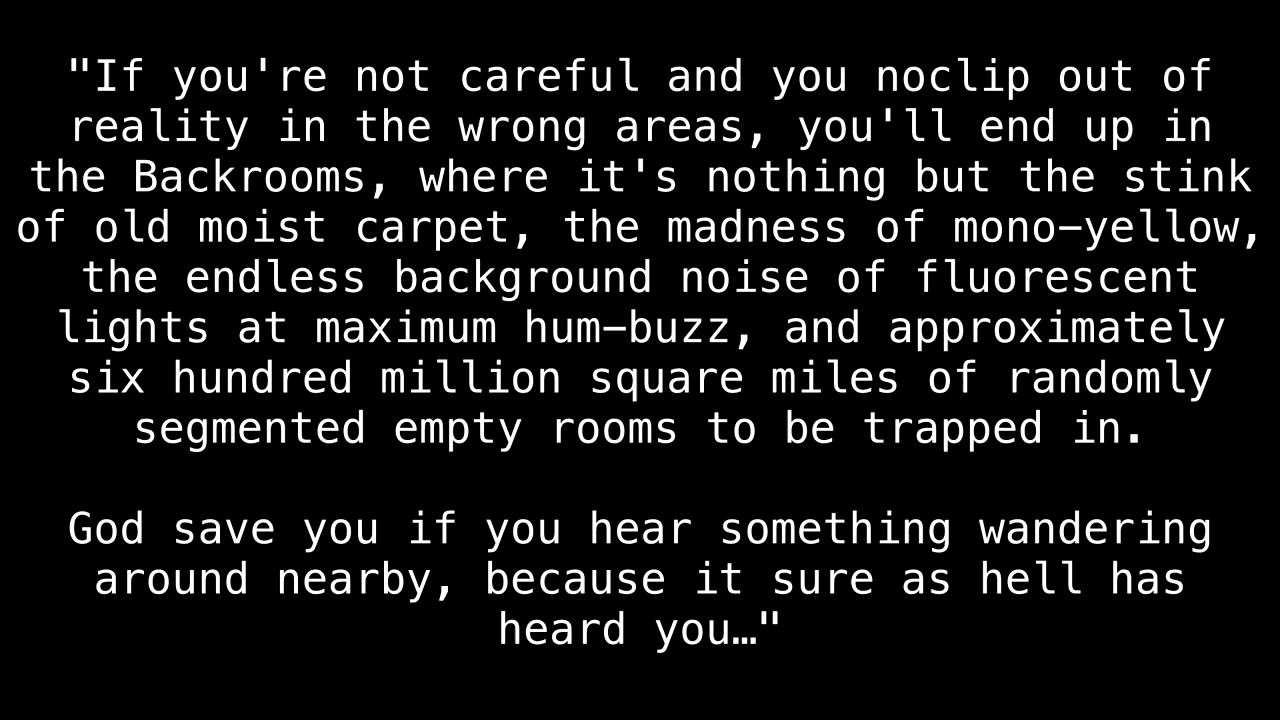 "If you're not careful and you noclip out of
reality in the wrong areas, you'll end up in
the Backrooms, where it's nothing but the stink
of old moist carpet, the madness of mono-yellow,
the endless background noise of fluorescent
lights at maximum hum-buzz, and approximately
six hundred million square miles of randomly
segmented empty rooms to be trapped in.
God save you if you hear something wandering
around nearby, because it sure as hell has
heard you…"